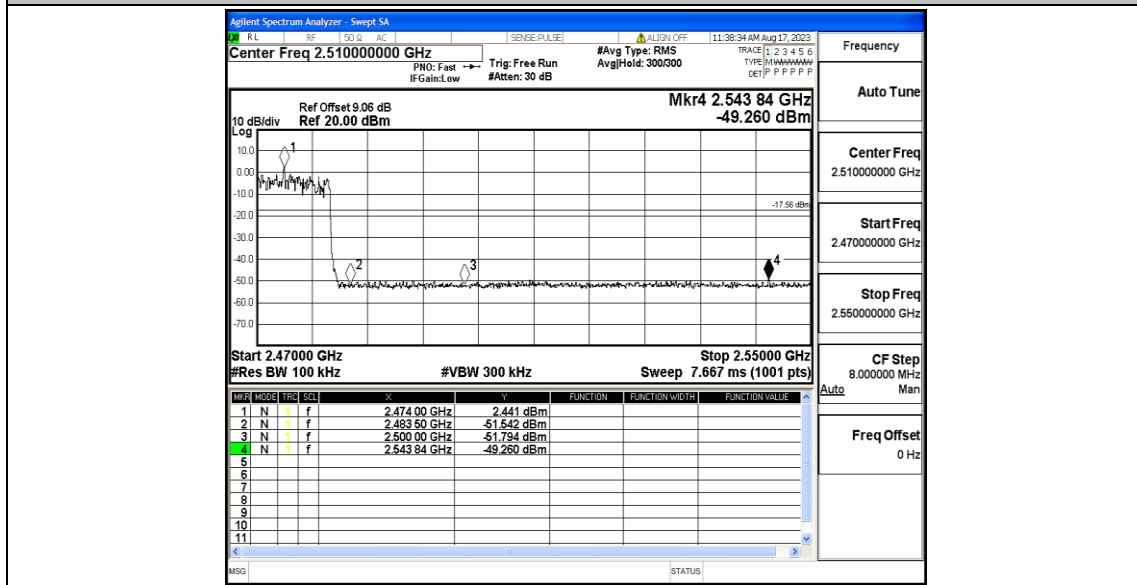 Agilent Spectrum Analyzer - Swept SA
RL RF 50 Ω AC SENSE:PULSE ALIGN OFF 11:38:34 AM Aug 17, 2023
Center Freq 2.510000000 GHz
PNO: Fast
IFGain:Low
Trig: Free Run
#Atten: 30 dB
#Avg Type: RMS
Avg|Hold: 300/300
TRACE 1 2 3 4 5 6
TYPE M
DET P P P P P P
Ref Offset 9.06 dB
10 dB/div Ref 20.00 dBm
Log
Mkr4 2.543 84 GHz
-49.260 dBm
10.0
0.00
-10.0
-20.0
-30.0
-40.0
-50.0
-60.0
-70.0
1
2
3
4
-17.56 dBm
Start 2.47000 GHz Stop 2.55000 GHz
#Res BW 100 kHz #VBW 300 kHz Sweep 7.667 ms (1001 pts)
MKR MODE TRC SCL X Y FUNCTION FUNCTION WIDTH FUNCTION VALUE
1 N 1 f 2.474 00 GHz 2.441 dBm
2 N 1 f 2.483 50 GHz -51.542 dBm
3 N 1 f 2.500 00 GHz -51.794 dBm
4 N 1 f 2.543 84 GHz -49.260 dBm
5
6
7
8
9
10
11
MSG STATUS
Frequency
Auto Tune
Center Freq
2.510000000 GHz
Start Freq
2.470000000 GHz
Stop Freq
2.550000000 GHz
CF Step
8.000000 MHz
Auto Man
Freq Offset
0 Hz